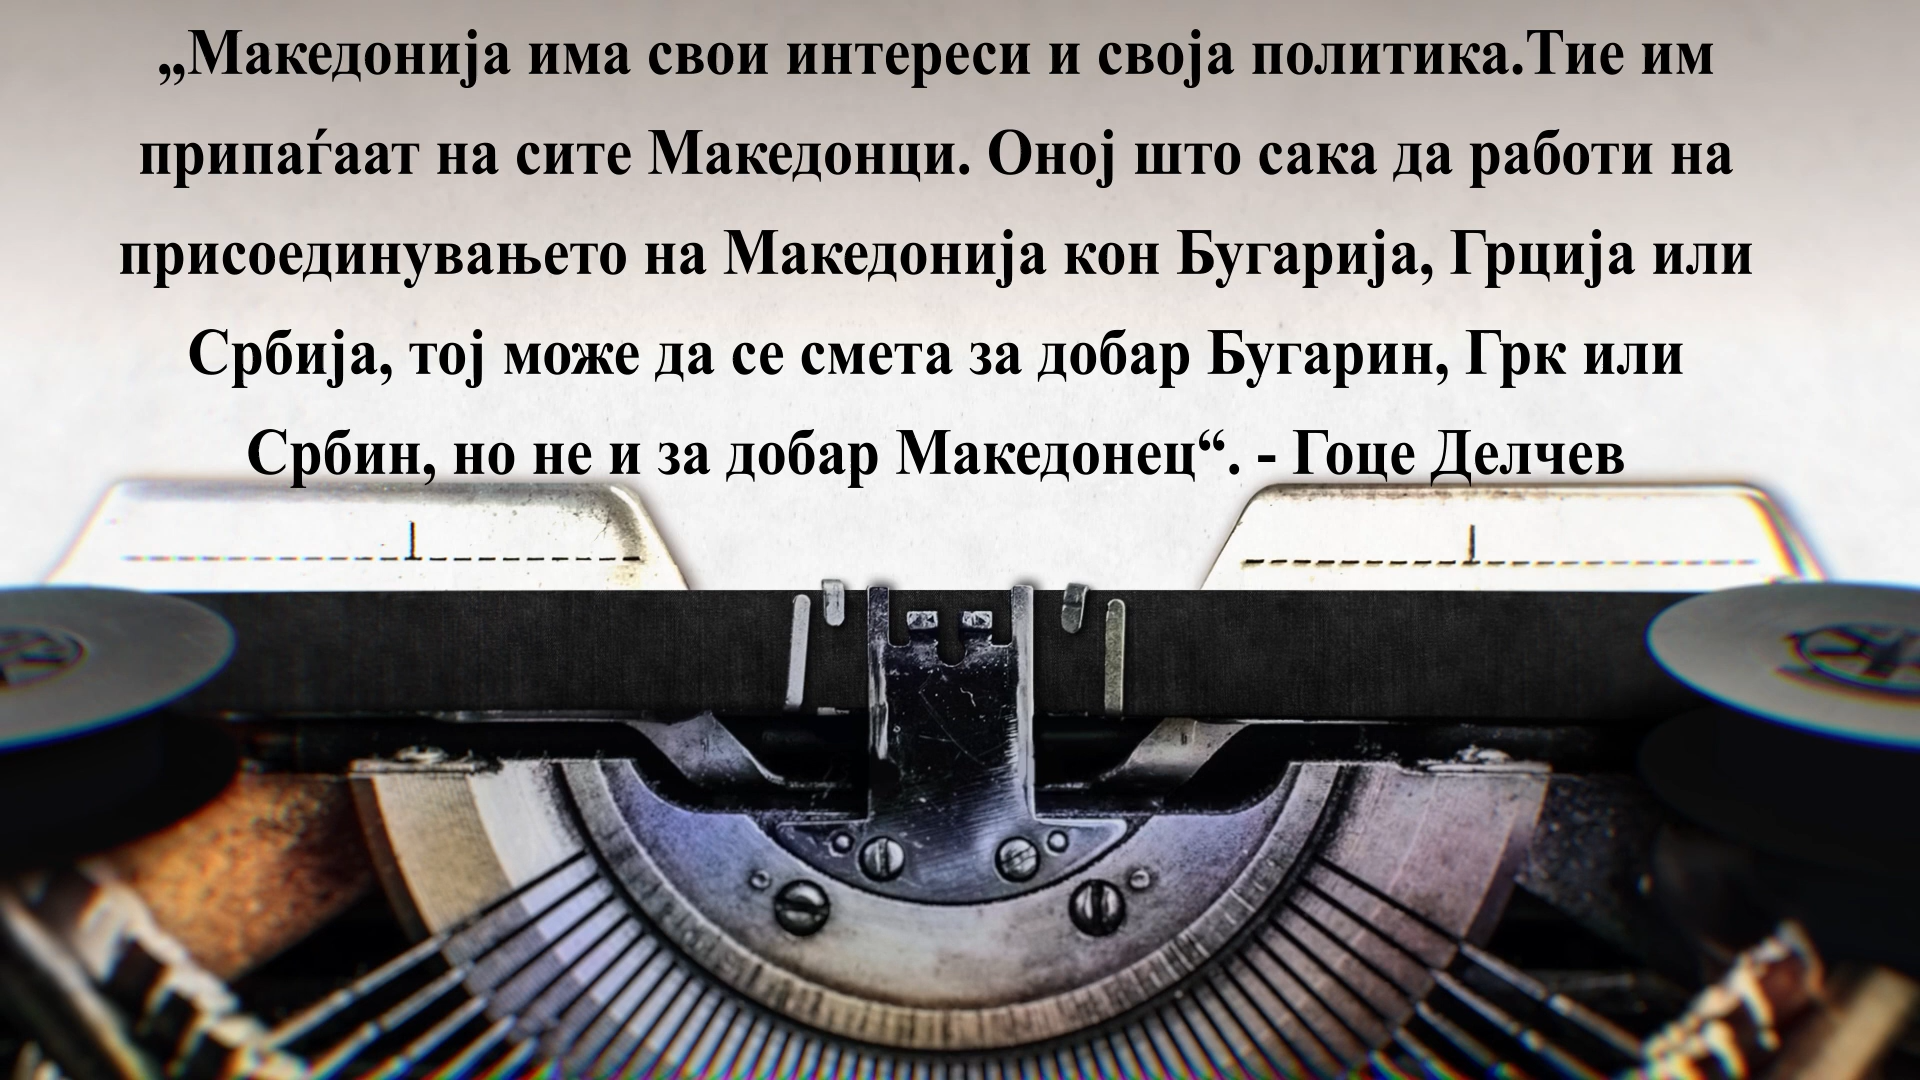 „Македонија има свои интереси и своја политика.Тие им
припаѓаат на сите Македонци. Оној што сака да работи на
присоединувањето на Македонија кон Бугарија, Грција или
Србија, тој може да се смета за добар Бугарин, Грк или
Србин, но не и за добар Македонец“. - Гоце Делчев